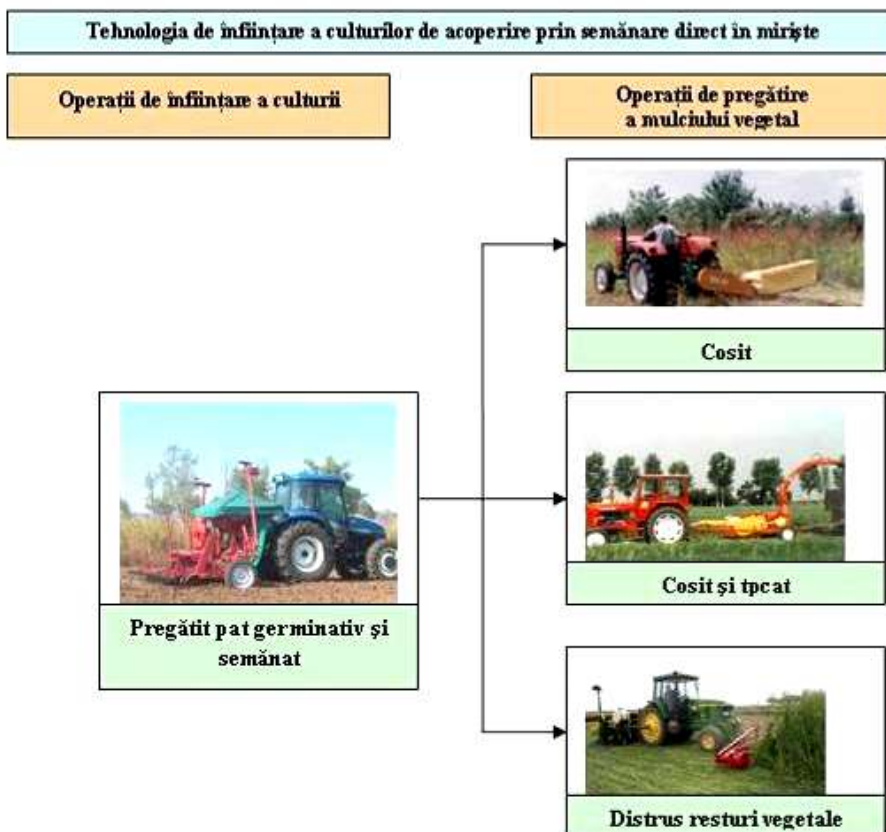 Tehnologia de înființare a culturilor de acoperire prin semănare direct în miriște
Operații de înființare a culturii
Operații de pregătire
a mulciului vegetal
Cosit
Pregătit pat germinativ și
semănat
Cosit și tpcat
Distrus resturi vegetale